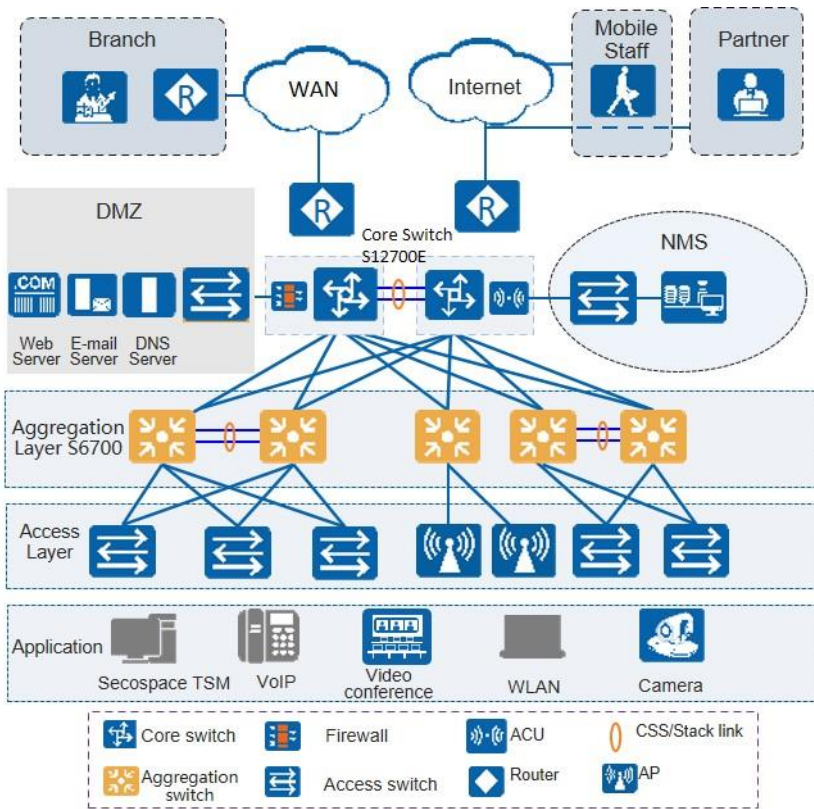 Branch
R
WAN
Internet
Mobile
Staff
Partner
R
R
DMZ
Core Switch
S12700E
NMS
.COM
Web
Server
E-mail
Server
DNS
Server
Aggregation
Layer S6700
Access
Layer
Application
Secospace TSM
VoIP
Video
conference
WLAN
Camera
Core switch
Firewall
ACU
CSS/Stack link
Aggregation
switch
Access switch
Router
AP